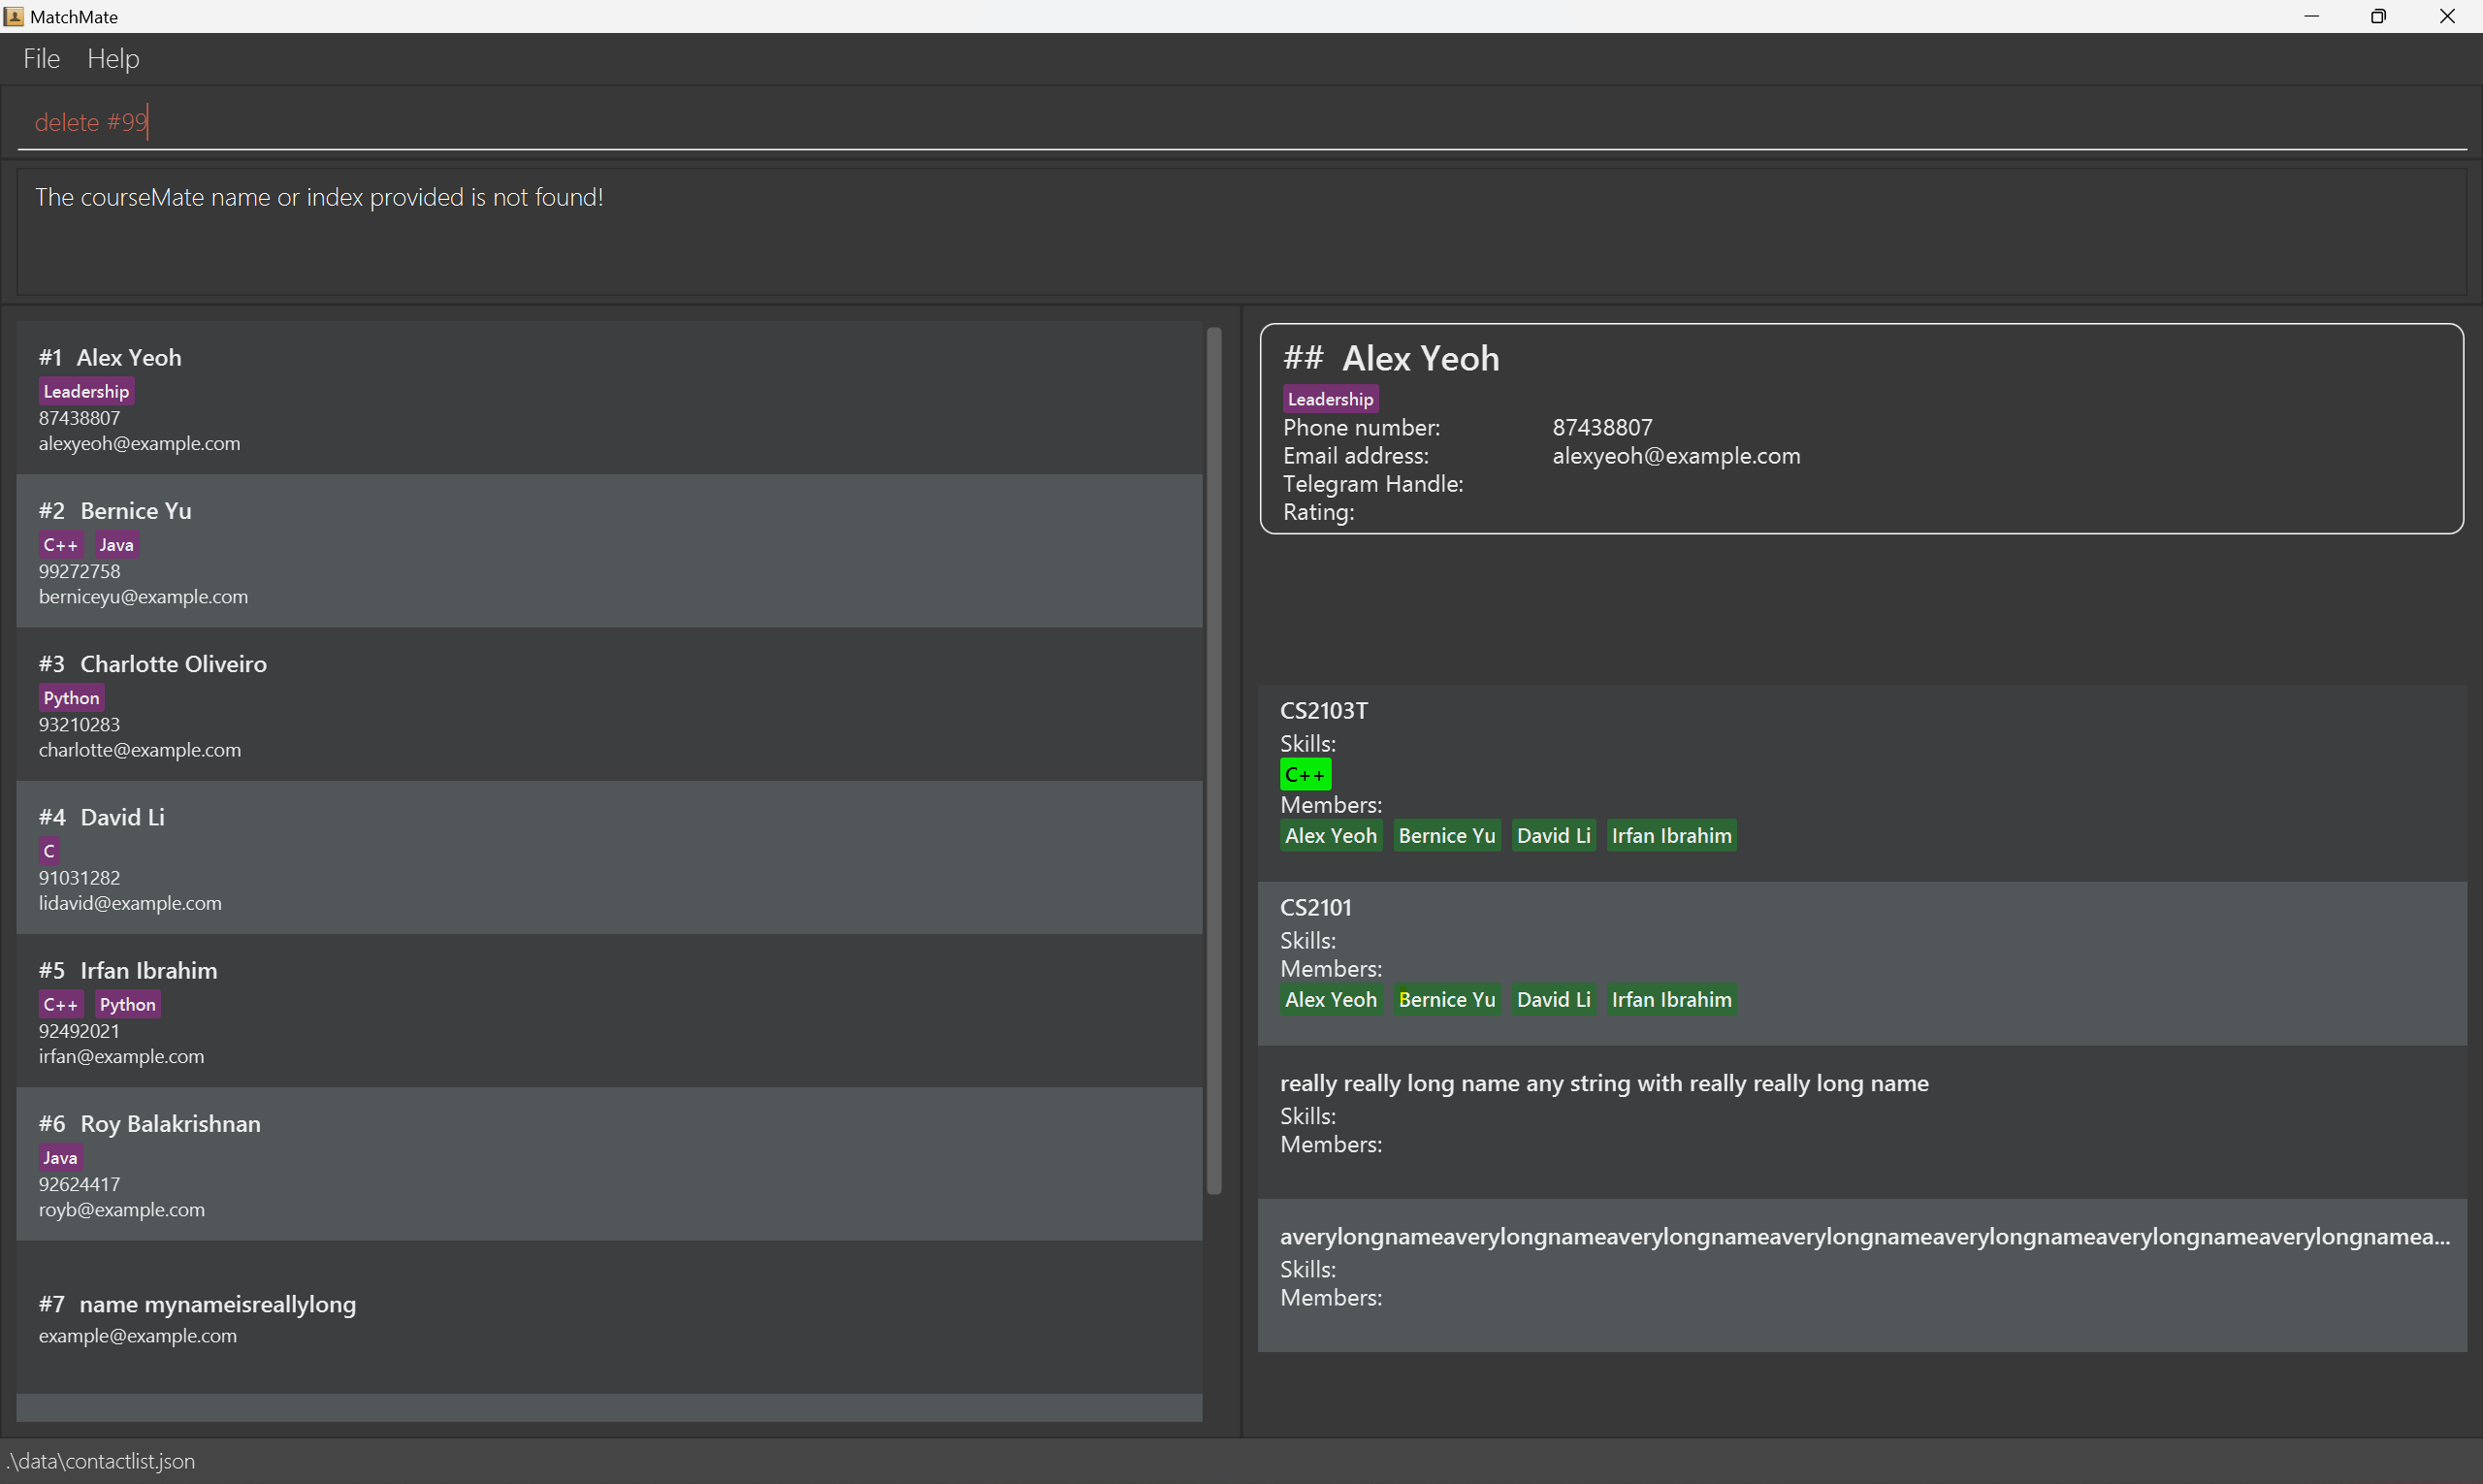 MatchMate
File Help
delete #99
The courseMate name or index provided is not found!
#1 Alex Yeoh
Leadership
87438807
alexyeoh@example.com
#2 Bernice Yu
C++ Java
99272758
berniceyu@example.com
#3 Charlotte Oliveiro
Python
93210283
charlotte@example.com
#4 David Li
C
91031282
lidavid@example.com
#5 Irfan Ibrahim
C++ Python
92492021
irfan@example.com
#6 Roy Balakrishnan
Java
92624417
royb@example.com
#7 name mynameisreallylong
example@example.com
## Alex Yeoh
Leadership
Phone number: 87438807
Email address: alexyeoh@example.com
Telegram Handle:
Rating:
CS2103T
Skills:
C++
Members:
Alex Yeoh Bernice Yu David Li Irfan Ibrahim
CS2101
Skills:
Members:
Alex Yeoh Bernice Yu David Li Irfan Ibrahim
really really long name any string with really really long name
Skills:
Members:
averylongnameaverylongnameaverylongnameaverylongnameaverylongnameaverylongnameaverylongnamea...
Skills:
Members:
.\data\contactlist.json